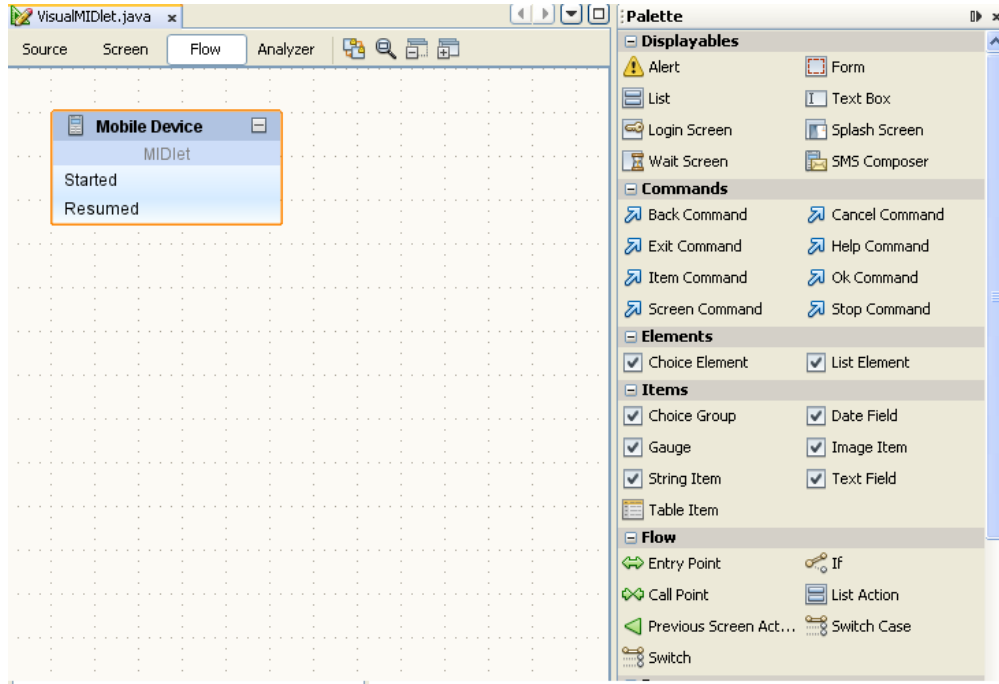 VisualMIDlet.java
Source Screen Flow Analyzer
Mobile Device
MIDlet
Started
Resumed
Palette
Displayables
Alert Form
List Text Box
Login Screen Splash Screen
Wait Screen SMS Composer
Commands
Back Command Cancel Command
Exit Command Help Command
Item Command Ok Command
Screen Command Stop Command
Elements
Choice Element List Element
Items
Choice Group Date Field
Gauge Image Item
String Item Text Field
Table Item
Flow
Entry Point If
Call Point List Action
Previous Screen Act... Switch Case
Switch